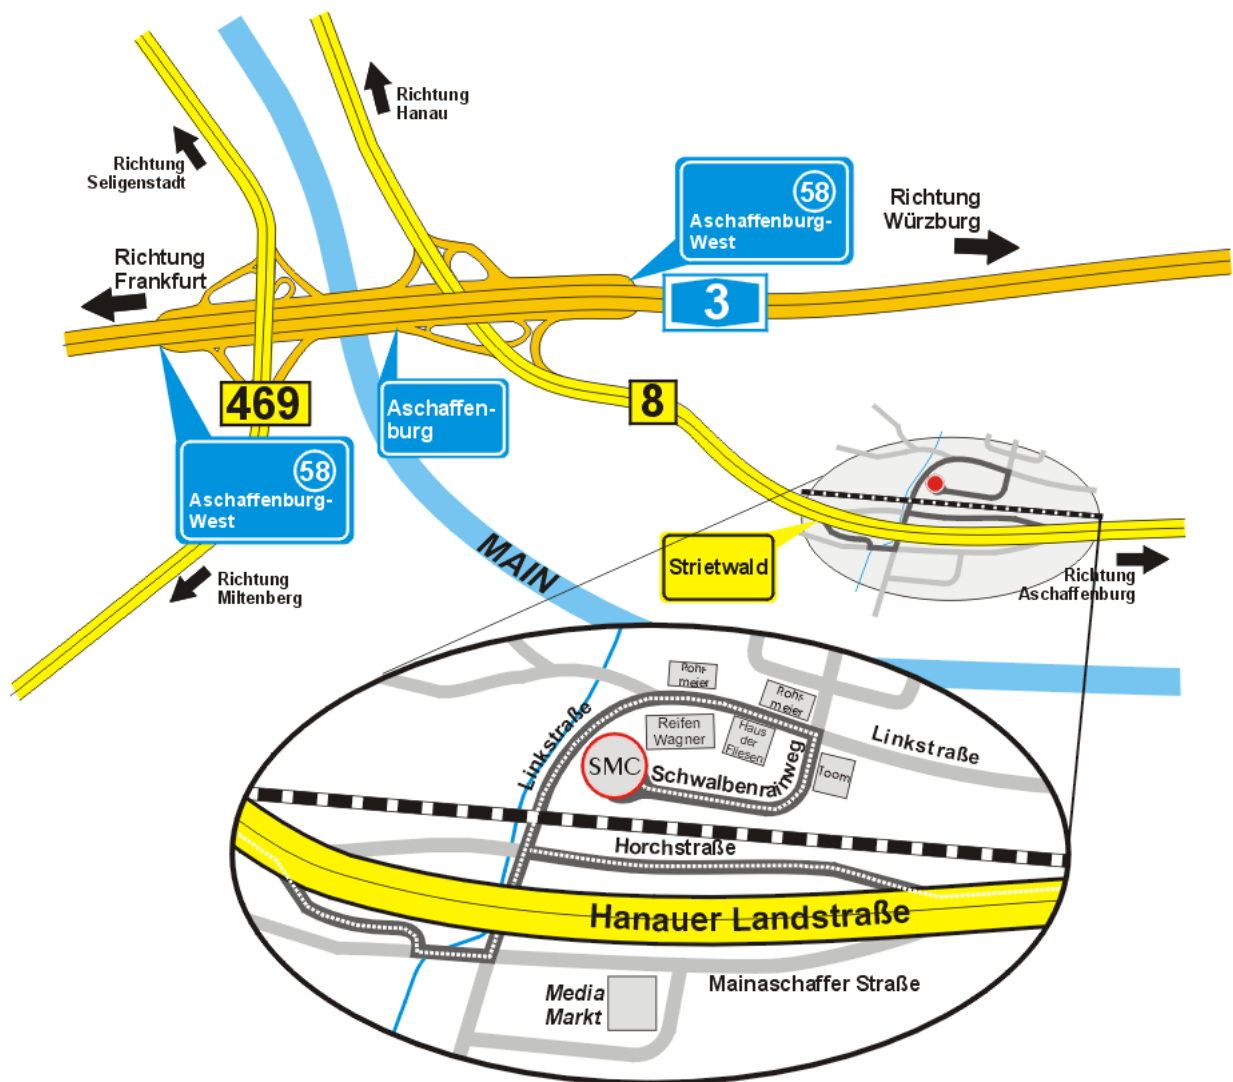 Richtung
Hanau
Richtung
Seligenstadt
58
Aschaffenburg-
West
Richtung
Würzburg
Richtung
Frankfurt
3
469
Aschaffen-
burg
8
58
Aschaffenburg-
West
MAIN
Strietwald
Richtung
Miltenberg
Richtung
Aschaffenburg
Rohr-
meier
Rohr-
meier
Linkstraße
Reifen
Wagner
Haus
der
Fliesen
Linkstraße
SMC
Schwalbenrainweg
Toom
Horchstraße
Hanauer Landstraße
Mainaschaffer Straße
Media
Markt